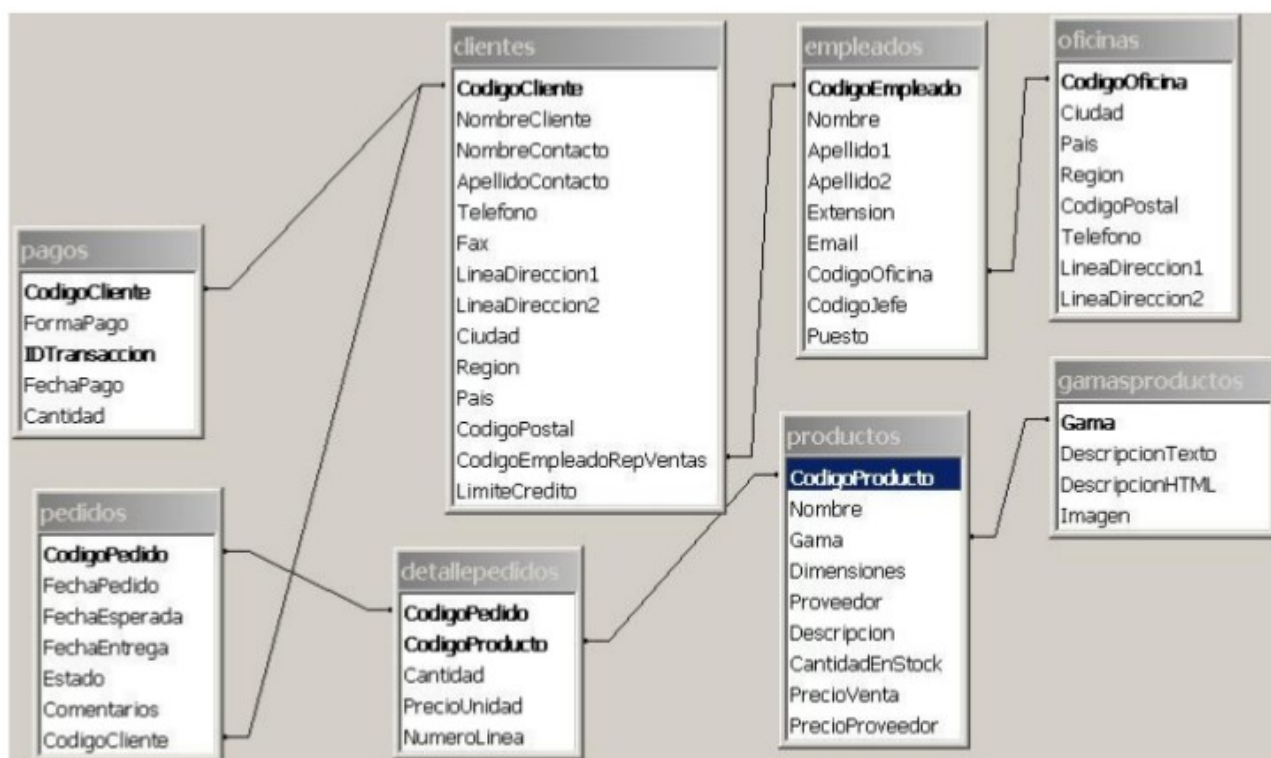 clientes
CodigoCliente
NombreCliente
NombreContacto
ApellidoContacto
Telefono
Fax
LineaDireccion1
LineaDireccion2
Ciudad
Region
Pais
CodigoPostal
CodigoEmpleadoRepVentas
LimiteCredito
empleados
CodigoEmpleado
Nombre
Apellido1
Apellido2
Extension
Email
CodigoOficina
CodigoJefe
Puesto
oficinas
CodigoOficina
Ciudad
Pais
Region
CodigoPostal
Telefono
LineaDireccion1
LineaDireccion2
pagos
CodigoCliente
FormaPago
IDTransaccion
FechaPago
Cantidad
gamasproductos
Gama
DescripcionTexto
DescripcionHTML
Imagen
productos
CodigoProducto
Nombre
Gama
Dimensiones
Proveedor
Descripcion
CantidadEnStock
PrecioVenta
PrecioProveedor
pedidos
CodigoPedido
FechaPedido
FechaEsperada
FechaEntrega
Estado
Comentarios
CodigoCliente
detallepedidos
CodigoPedido
CodigoProducto
Cantidad
PrecioUnidad
NumeroLinea